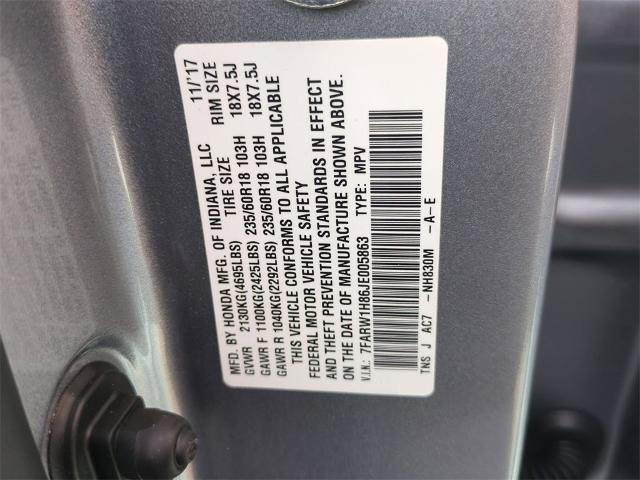 MFD. BY HONDA MFG. OF INDIANA, LLC 11/'17
TIRE SIZE RIM SIZE
GVWR 2130KG(4695LBS)
GAWR F 1100KG(2425LBS) 235/60R18 103H 18X7.5J
GAWR R 1040KG(2292LBS) 235/60R18 103H 18X7.5J
THIS VEHICLE CONFORMS TO ALL APPLICABLE
FEDERAL MOTOR VEHICLE SAFETY
AND THEFT PREVENTION STANDARDS IN EFFECT
ON THE DATE OF MANUFACTURE SHOWN ABOVE.
V.I.N.: 7FARW1H86JE005863 TYPE: MPV
TNS J AC7 -NH830M -A-E